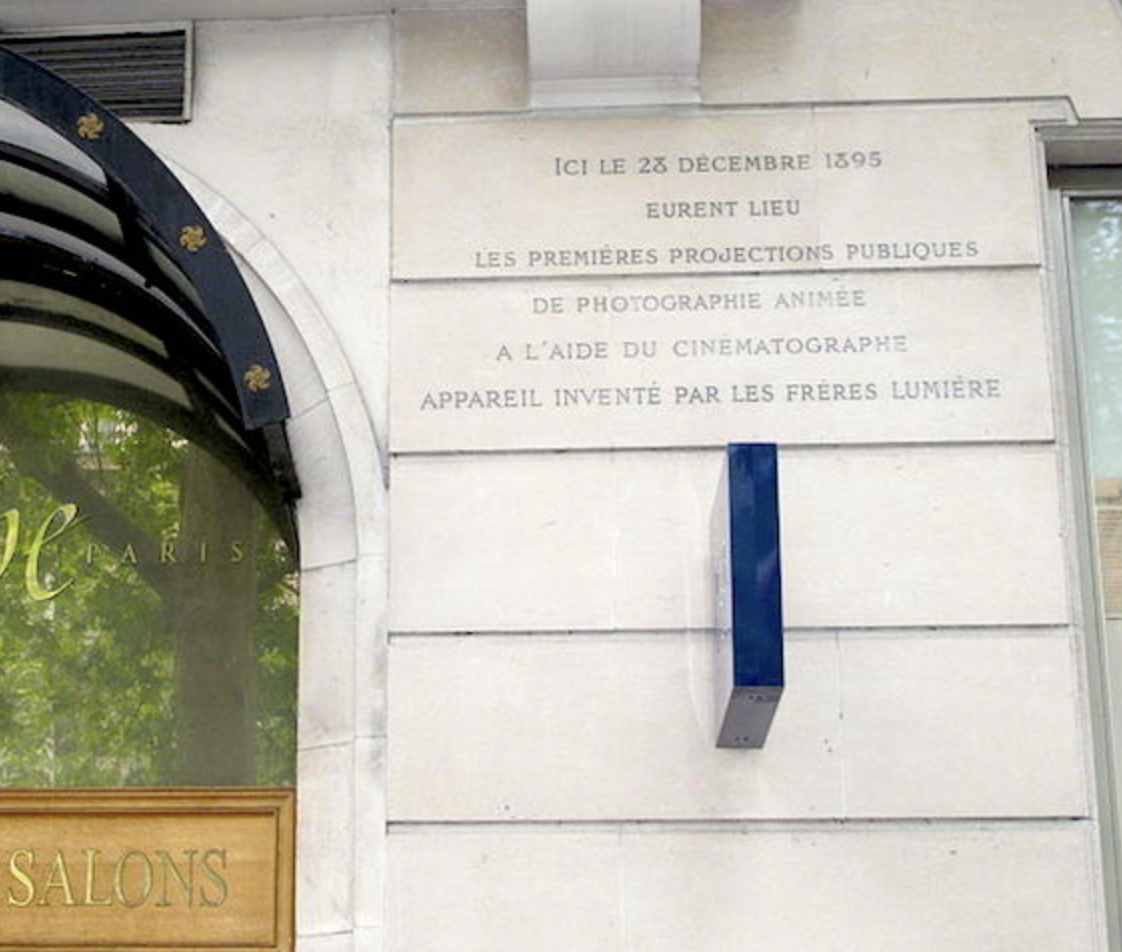 ICI LE 28 DÉCEMBRE 1895
EURENT LIEU
LES PREMIÈRES PROJECTIONS PUBLIQUES
DE PHOTOGRAPHIE ANIMÉE
A L'AIDE DU CINÉMATOGRAPHE
APPAREIL INVENTÉ PAR LES FRÈRES LUMIÈRE
PARIS
SALONS